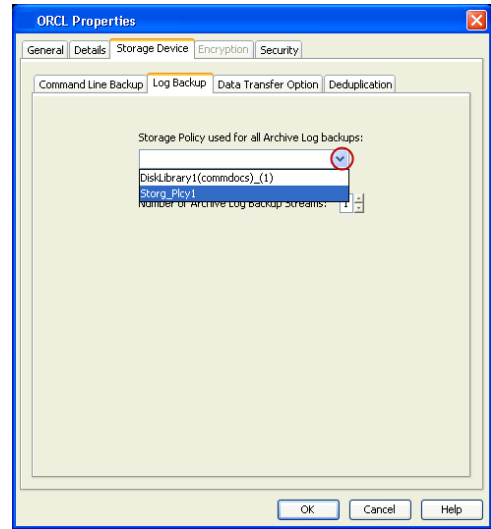 ORCL Properties
General Details Storage Device Encryption Security
Command Line Backup Log Backup Data Transfer Option Deduplication
Storage Policy used for all Archive Log backups:
DiskLibrary1(commdocs)_(1)
Storg_Plcy1
Number of Archive Log Backup Streams: 1
OK Cancel Help